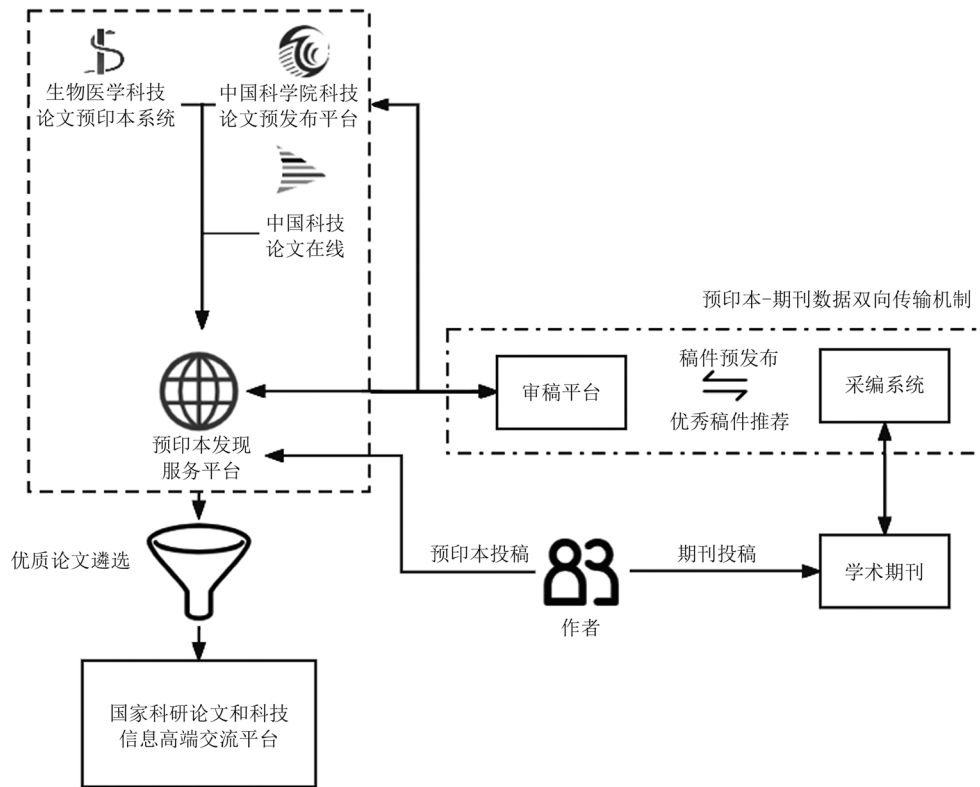 生物医学科技
论文预印本系统
中国科学院科技
论文预发布平台
中国科技
论文在线
预印本-期刊数据双向传输机制
审稿平台
稿件预发布
优秀稿件推荐
采编系统
预印本发现
服务平台
优质论文遴选
预印本投稿
期刊投稿
作者
学术期刊
国家科研论文和科技
信息高端交流平台